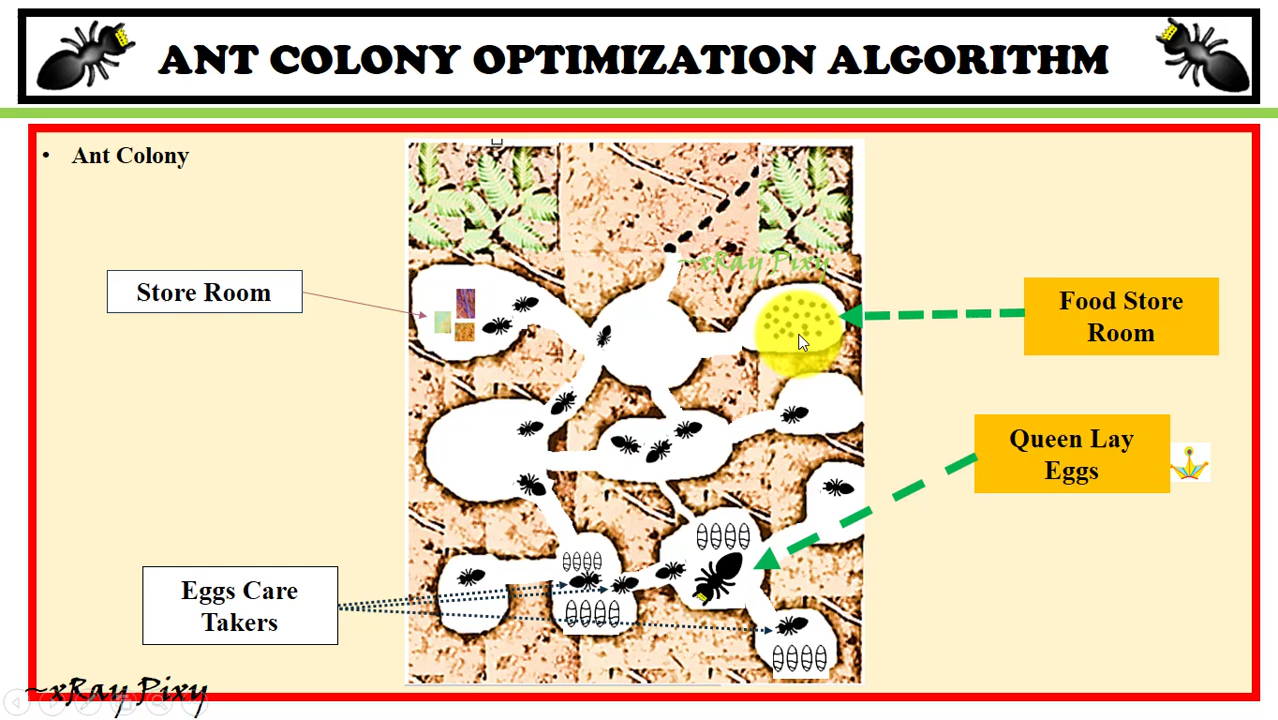 ANT COLONY OPTIMIZATION ALGORITHM
• Ant Colony
~xRay Pixy
Store Room
Food Store
Room
Queen Lay
Eggs
Eggs Care
Takers
~xRay Pixy